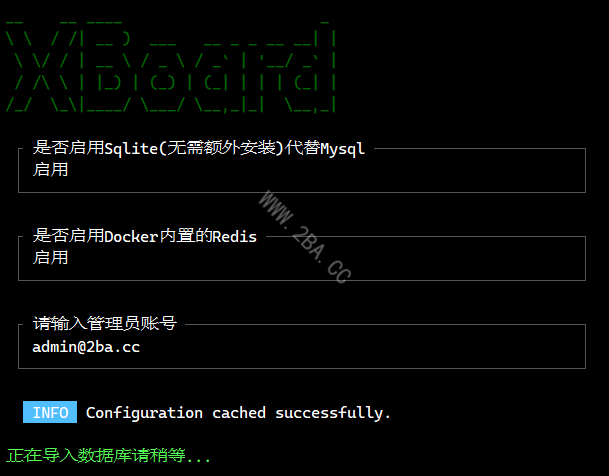 XBoard
是否启用Sqlite(无需额外安装)代替Mysql
启用
是否启用Docker内置的Redis
启用
WWW.2BA.CC
请输入管理员账号
admin@2ba.cc
INFO Configuration cached successfully.
正在导入数据库请稍等...